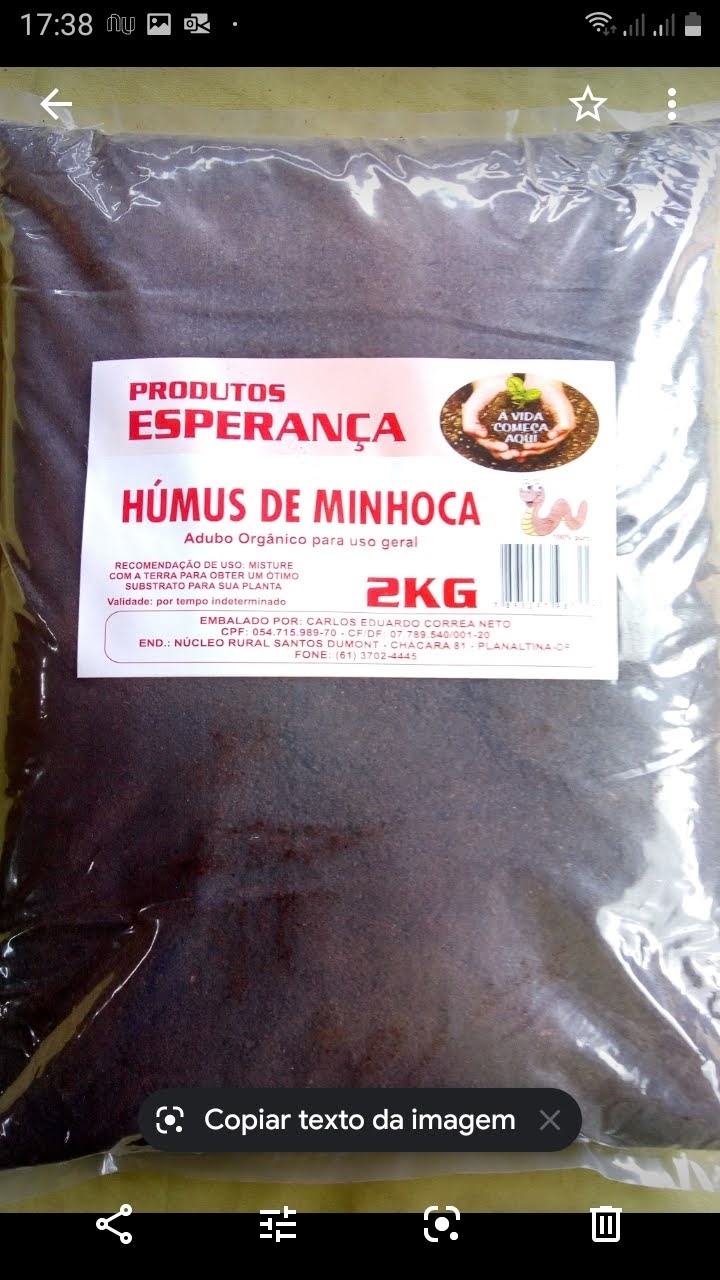 17:38
PRODUTOS
ESPERANÇA
A VIDA
COMEÇA
AQUI
HÚMUS DE MINHOCA
Adubo Orgânico para uso geral
100% puro
RECOMENDAÇÃO DE USO: MISTURE
COM A TERRA PARA OBTER UM ÓTIMO
SUBSTRATO PARA SUA PLANTA
Validade: por tempo indeterminado
2KG
EMBALADO POR: CARLOS EDUARDO CORREA NETO
CPF: 054.715.989-70 - CF/DF: 07 789.540/001-20
END.: NÚCLEO RURAL SANTOS DUMONT - CHÁCARA 81 - PLANALTINA-DF
FONE: (61) 3702-4445
Copiar texto da imagem